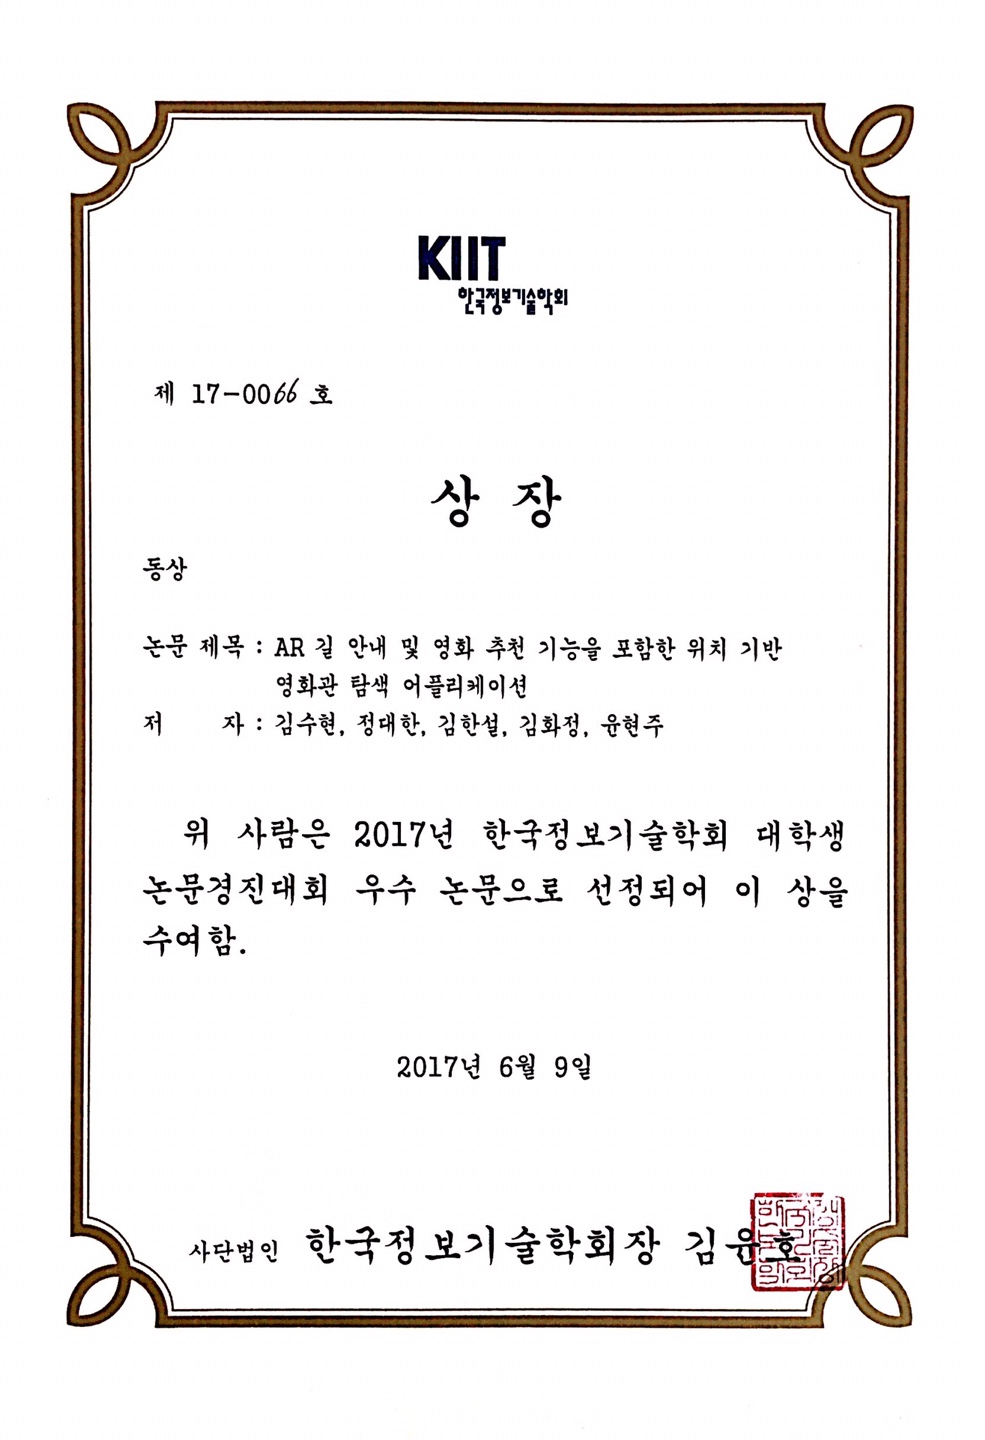 KIIT
한국정보기술학회
제 17-0066 호
상 장
동상
논문 제목 : AR 길 안내 및 영화 추천 기능을 포함한 위치 기반
영화관 탐색 어플리케이션
저 자 : 김수현, 정대한, 김한설, 김화정, 윤현주
위 사람은 2017년 한국정보기술학회 대학생
논문경진대회 우수 논문으로 선정되어 이 상을
수여함.
2017년 6월 9일
사단법인 한국정보기술학회장 김윤호